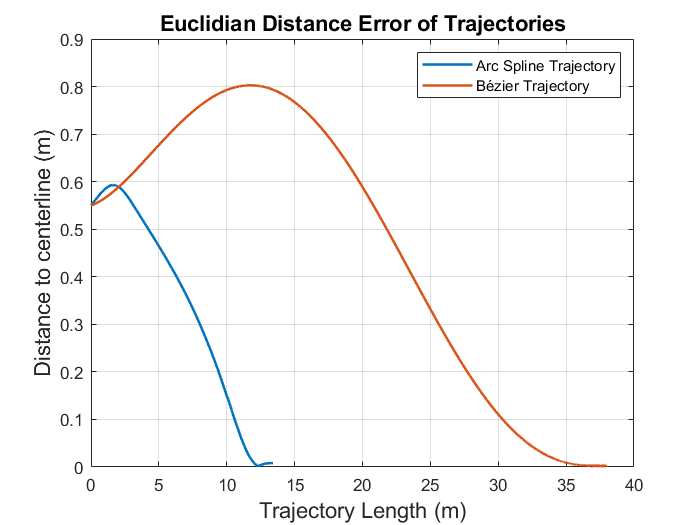 Euclidian Distance Error of Trajectories
Arc Spline Trajectory
Bézier Trajectory
Distance to centerline (m)
0.9
0.8
0.7
0.6
0.5
0.4
0.3
0.2
0.1
0
0 5 10 15 20 25 30 35 40
Trajectory Length (m)